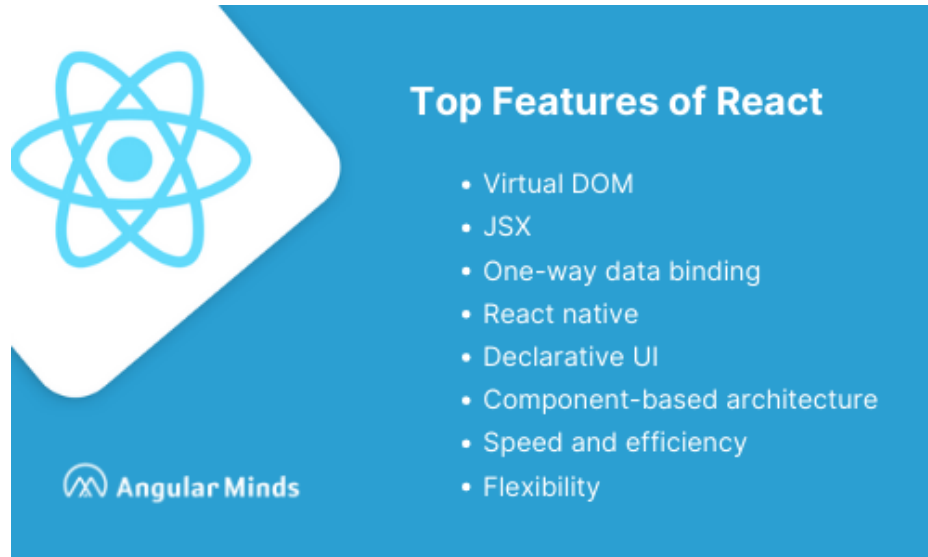 Top Features of React
• Virtual DOM
• JSX
• One-way data binding
• React native
• Declarative UI
• Component-based architecture
• Speed and efficiency
• Flexibility
Angular Minds